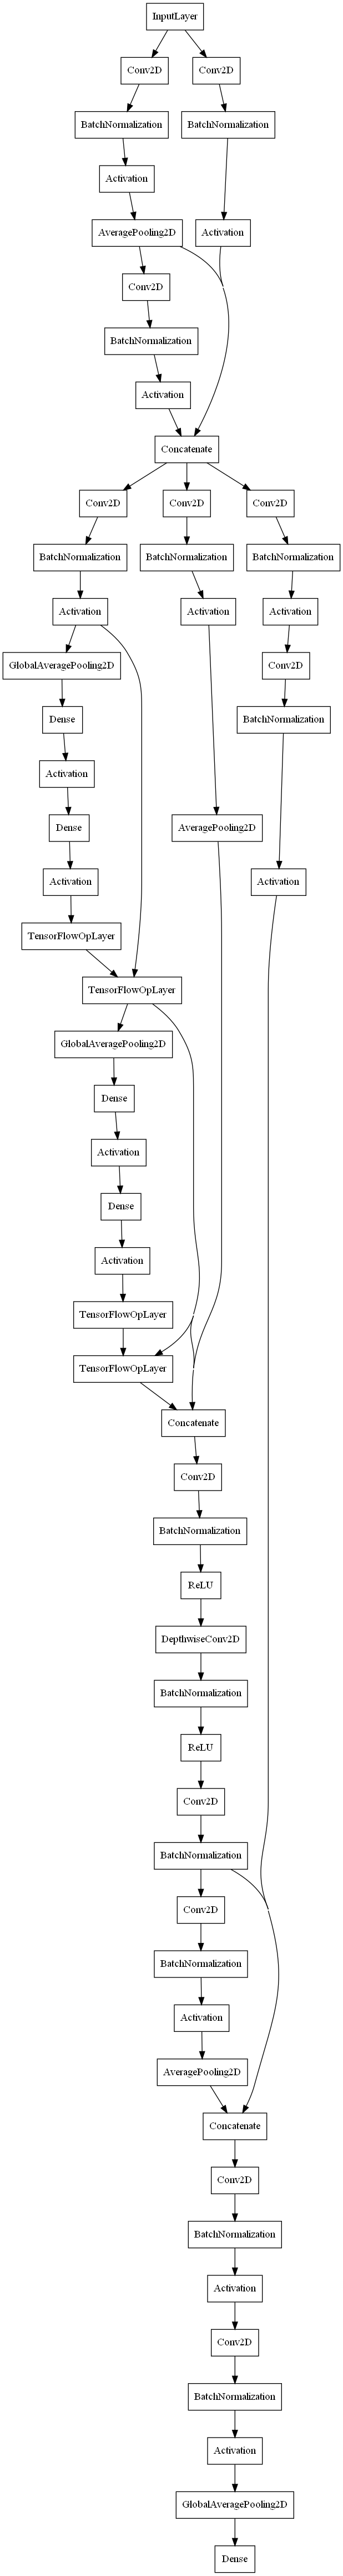 InputLayer
Conv2D
Conv2D
BatchNormalization
BatchNormalization
Activation
AveragePooling2D
Activation
Conv2D
BatchNormalization
Activation
Concatenate
Conv2D
Conv2D
Conv2D
BatchNormalization
BatchNormalization
BatchNormalization
Activation
Activation
Activation
GlobalAveragePooling2D
Conv2D
Dense
BatchNormalization
Activation
Dense
AveragePooling2D
Activation
Activation
TensorFlowOpLayer
TensorFlowOpLayer
GlobalAveragePooling2D
Dense
Activation
Dense
Activation
TensorFlowOpLayer
TensorFlowOpLayer
Concatenate
Conv2D
BatchNormalization
ReLU
DepthwiseConv2D
BatchNormalization
ReLU
Conv2D
BatchNormalization
Conv2D
BatchNormalization
Activation
AveragePooling2D
Concatenate
Conv2D
BatchNormalization
Activation
Conv2D
BatchNormalization
Activation
GlobalAveragePooling2D
Dense